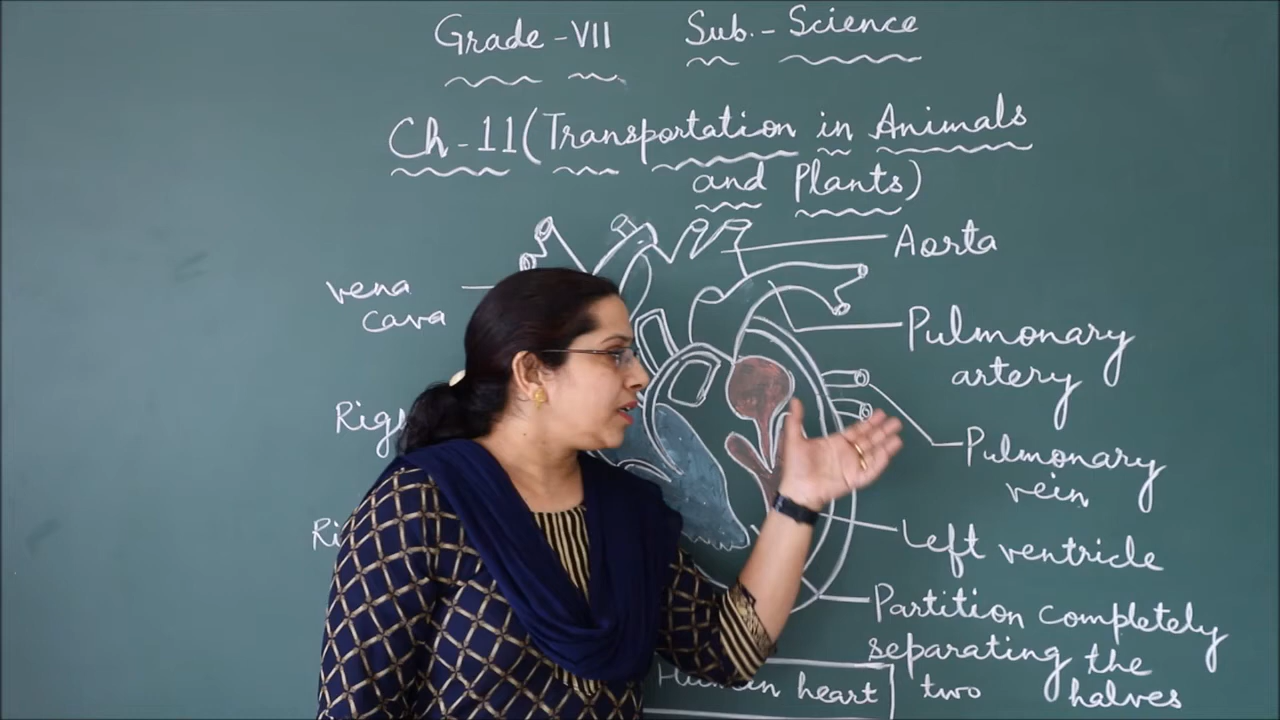 Grade - VII Sub. - Science
Ch - 11 (Transportation in Animals
and Plants)
Aorta
vena
cava
Pulmonary
artery
Pulmonary
vein
Left ventricle
Partition completely
separating the
two halves
Human heart